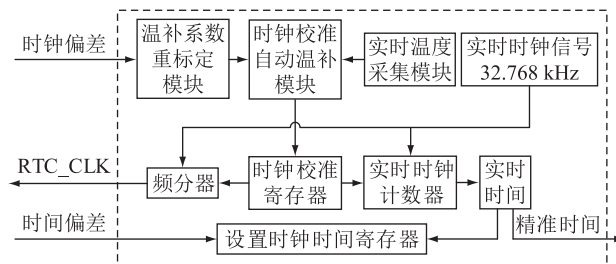 时钟偏差
温补系数
重标定
模块
时钟校准
自动温补
模块
实时温度
采集模块
实时时钟信号
32.768 kHz
RTC_CLK
频分器
时钟校准
寄存器
实时时钟
计数器
实时
时间
时间偏差
设置时钟时间寄存器
精准时间